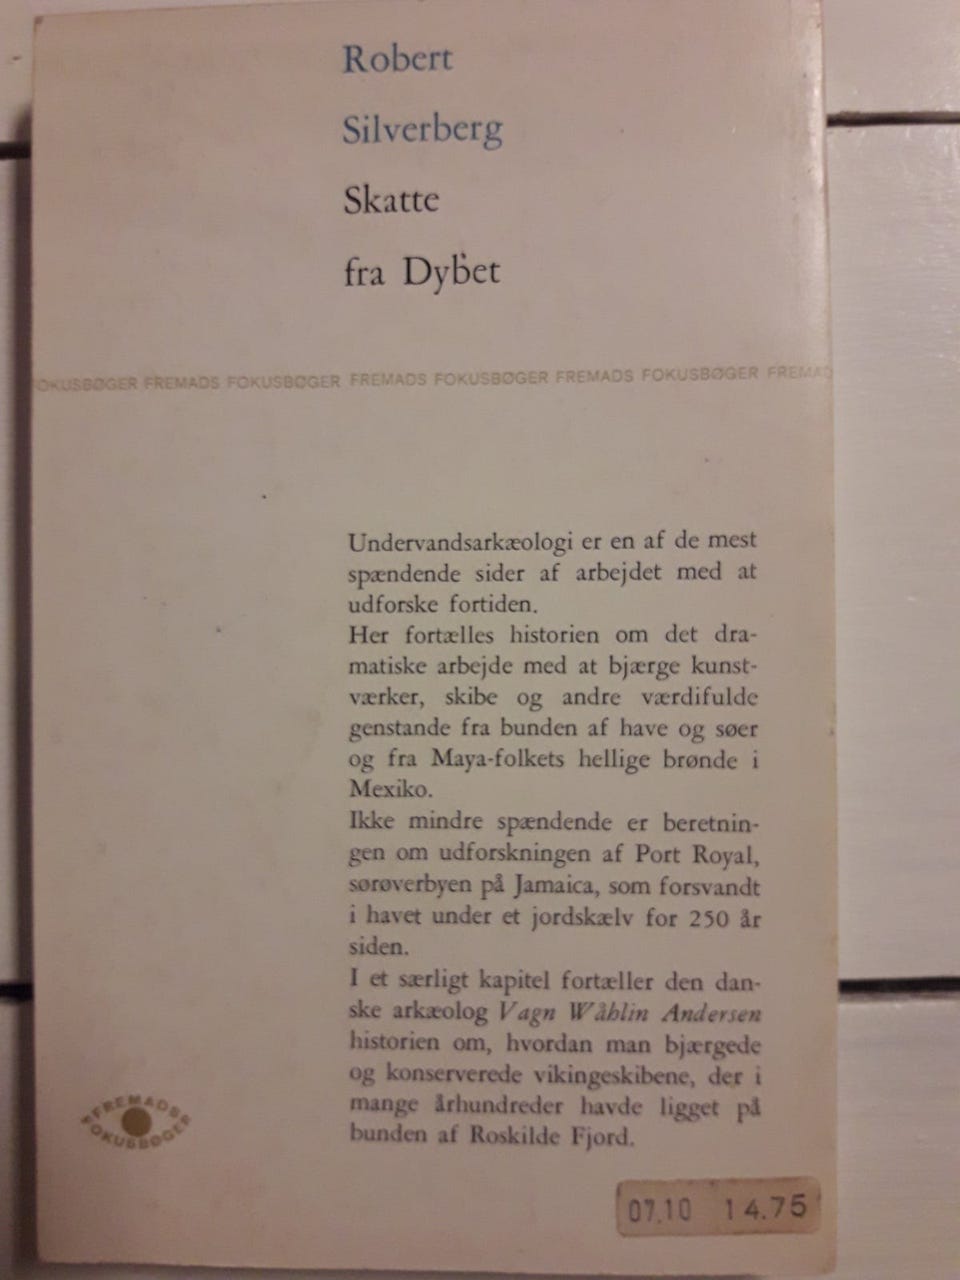 Robert
Silverberg
Skatte
fra Dybet
OKUSBØGER FREMADS FOKUSBØGER FREMADS FOKUSBØGER FREMADS FOKUSBØGER FREMAD
Undervandsarkæologi er en af de mest
spændende sider af arbejdet med at
udforske fortiden.
Her fortælles historien om det dra-
matiske arbejde med at bjærge kunst-
værker, skibe og andre værdifulde
genstande fra bunden af have og søer
og fra Maya-folkets hellige brønde i
Mexiko.
Ikke mindre spændende er beretnin-
gen om udforskningen af Port Royal,
sørøverbyen på Jamaica, som forsvandt
i havet under et jordskælv for 250 år
siden.
I et særligt kapitel fortæller den dan-
ske arkæolog Vagn Wåhlin Andersen
historien om, hvordan man bjærgede
og konserverede vikingeskibene, der i
mange århundreder havde ligget på
bunden af Roskilde Fjord.
FREMADS
FOKUSBØGER
07.10 14.75